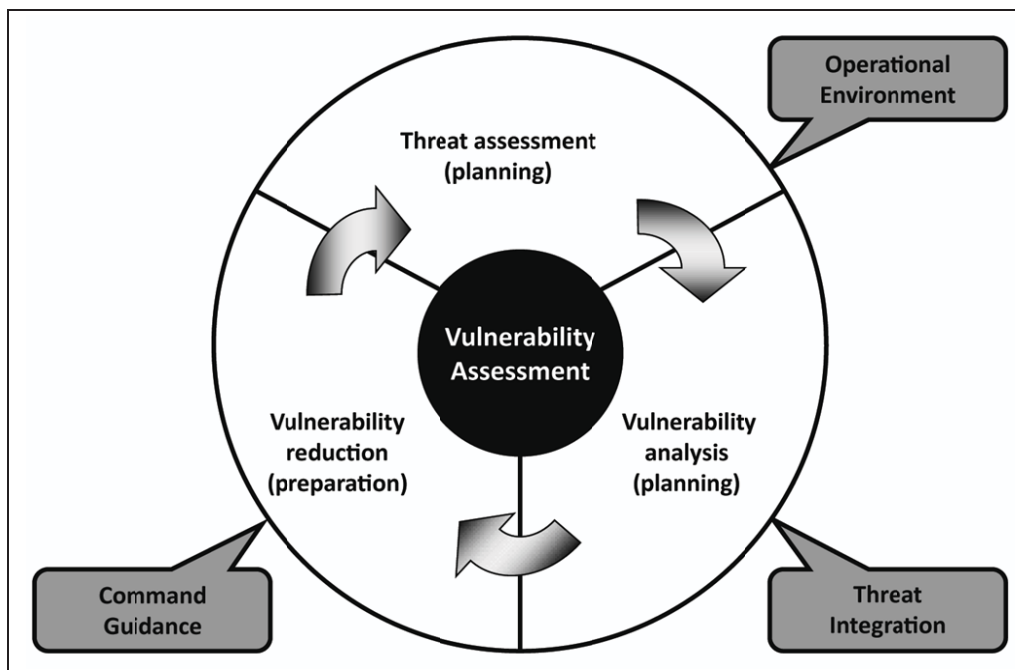 Operational
Environment
Threat assessment
(planning)
Vulnerability
Assessment
Vulnerability
reduction
(preparation)
Vulnerability
analysis
(planning)
Command
Guidance
Threat
Integration